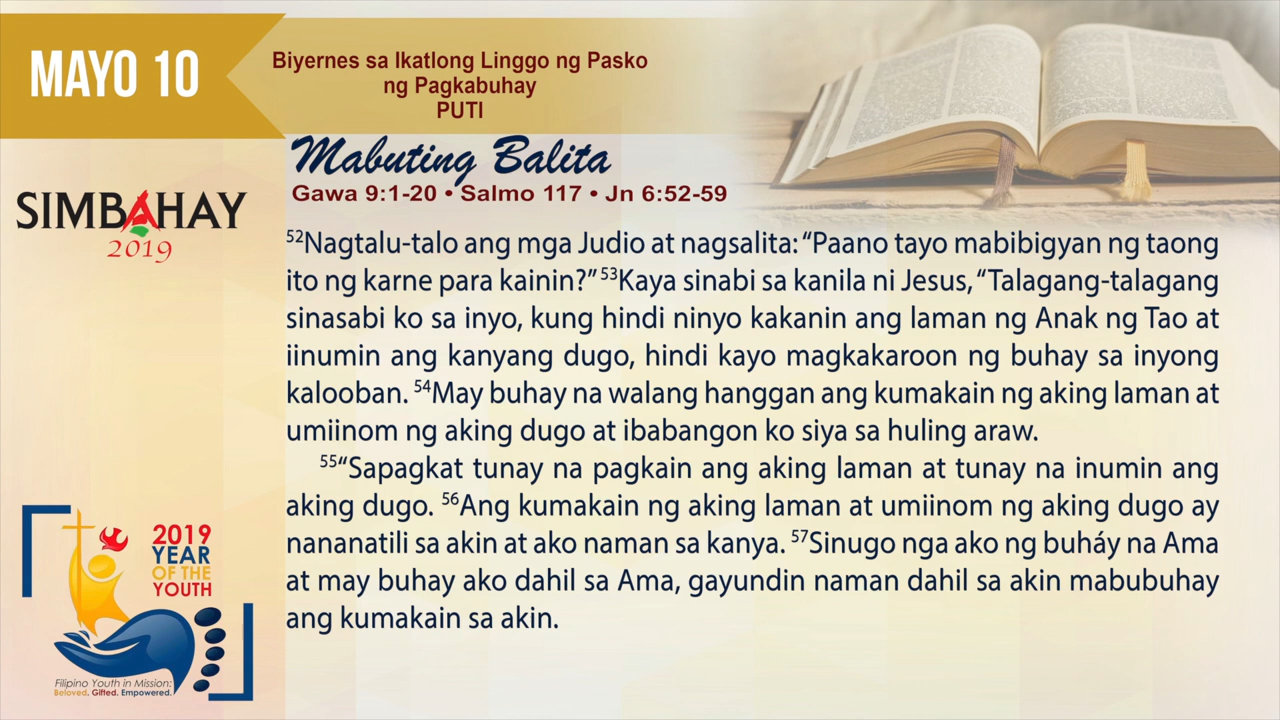 MAYO 10
Biyernes sa Ikatlong Linggo ng Pasko
ng Pagkabuhay
PUTI
Mabuting Balita
Gawa 9:1-20 • Salmo 117 • Jn 6:52-59
SIMBAHAY
2019
52Nagtalu-talo ang mga Judio at nagsalita: “Paano tayo mabibigyan ng taong
ito ng karne para kainin?” 53Kaya sinabi sa kanila ni Jesus, “Talagang-talagang
sinasabi ko sa inyo, kung hindi ninyo kakanin ang laman ng Anak ng Tao at
iinumin ang kanyang dugo, hindi kayo magkakaroon ng buhay sa inyong
kalooban. 54May buhay na walang hanggan ang kumakain ng aking laman at
umiinom ng aking dugo at ibabangon ko siya sa huling araw.
55“Sapagkat tunay na pagkain ang aking laman at tunay na inumin ang
aking dugo. 56Ang kumakain ng aking laman at umiinom ng aking dugo ay
nananatili sa akin at ako naman sa kanya. 57Sinugo nga ako ng buháy na Ama
at may buhay ako dahil sa Ama, gayundin naman dahil sa akin mabubuhay
ang kumakain sa akin.
2019
YEAR
OF THE
YOUTH
Filipino Youth in Mission:
Beloved. Gifted. Empowered.